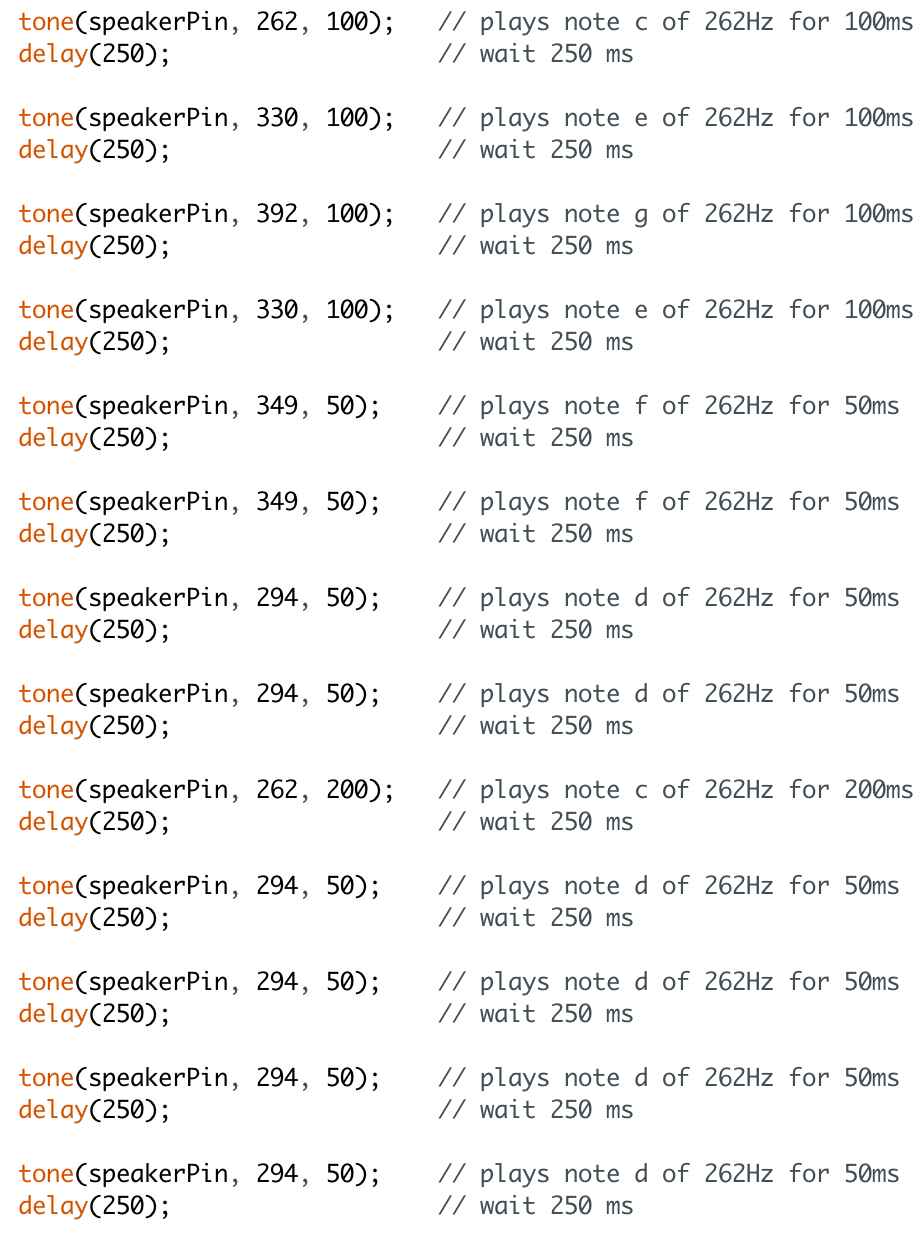 tone(speakerPin, 262, 100);   // plays note c of 262Hz for 100ms
delay(250);                   // wait 250 ms

tone(speakerPin, 330, 100);   // plays note e of 262Hz for 100ms
delay(250);                   // wait 250 ms

tone(speakerPin, 392, 100);   // plays note g of 262Hz for 100ms
delay(250);                   // wait 250 ms

tone(speakerPin, 330, 100);   // plays note e of 262Hz for 100ms
delay(250);                   // wait 250 ms

tone(speakerPin, 349, 50);    // plays note f of 262Hz for 50ms
delay(250);                   // wait 250 ms

tone(speakerPin, 349, 50);    // plays note f of 262Hz for 50ms
delay(250);                   // wait 250 ms

tone(speakerPin, 294, 50);    // plays note d of 262Hz for 50ms
delay(250);                   // wait 250 ms

tone(speakerPin, 294, 50);    // plays note d of 262Hz for 50ms
delay(250);                   // wait 250 ms

tone(speakerPin, 262, 200);   // plays note c of 262Hz for 200ms
delay(250);                   // wait 250 ms

tone(speakerPin, 294, 50);    // plays note d of 262Hz for 50ms
delay(250);                   // wait 250 ms

tone(speakerPin, 294, 50);    // plays note d of 262Hz for 50ms
delay(250);                   // wait 250 ms

tone(speakerPin, 294, 50);    // plays note d of 262Hz for 50ms
delay(250);                   // wait 250 ms

tone(speakerPin, 294, 50);    // plays note d of 262Hz for 50ms
delay(250);                   // wait 250 ms